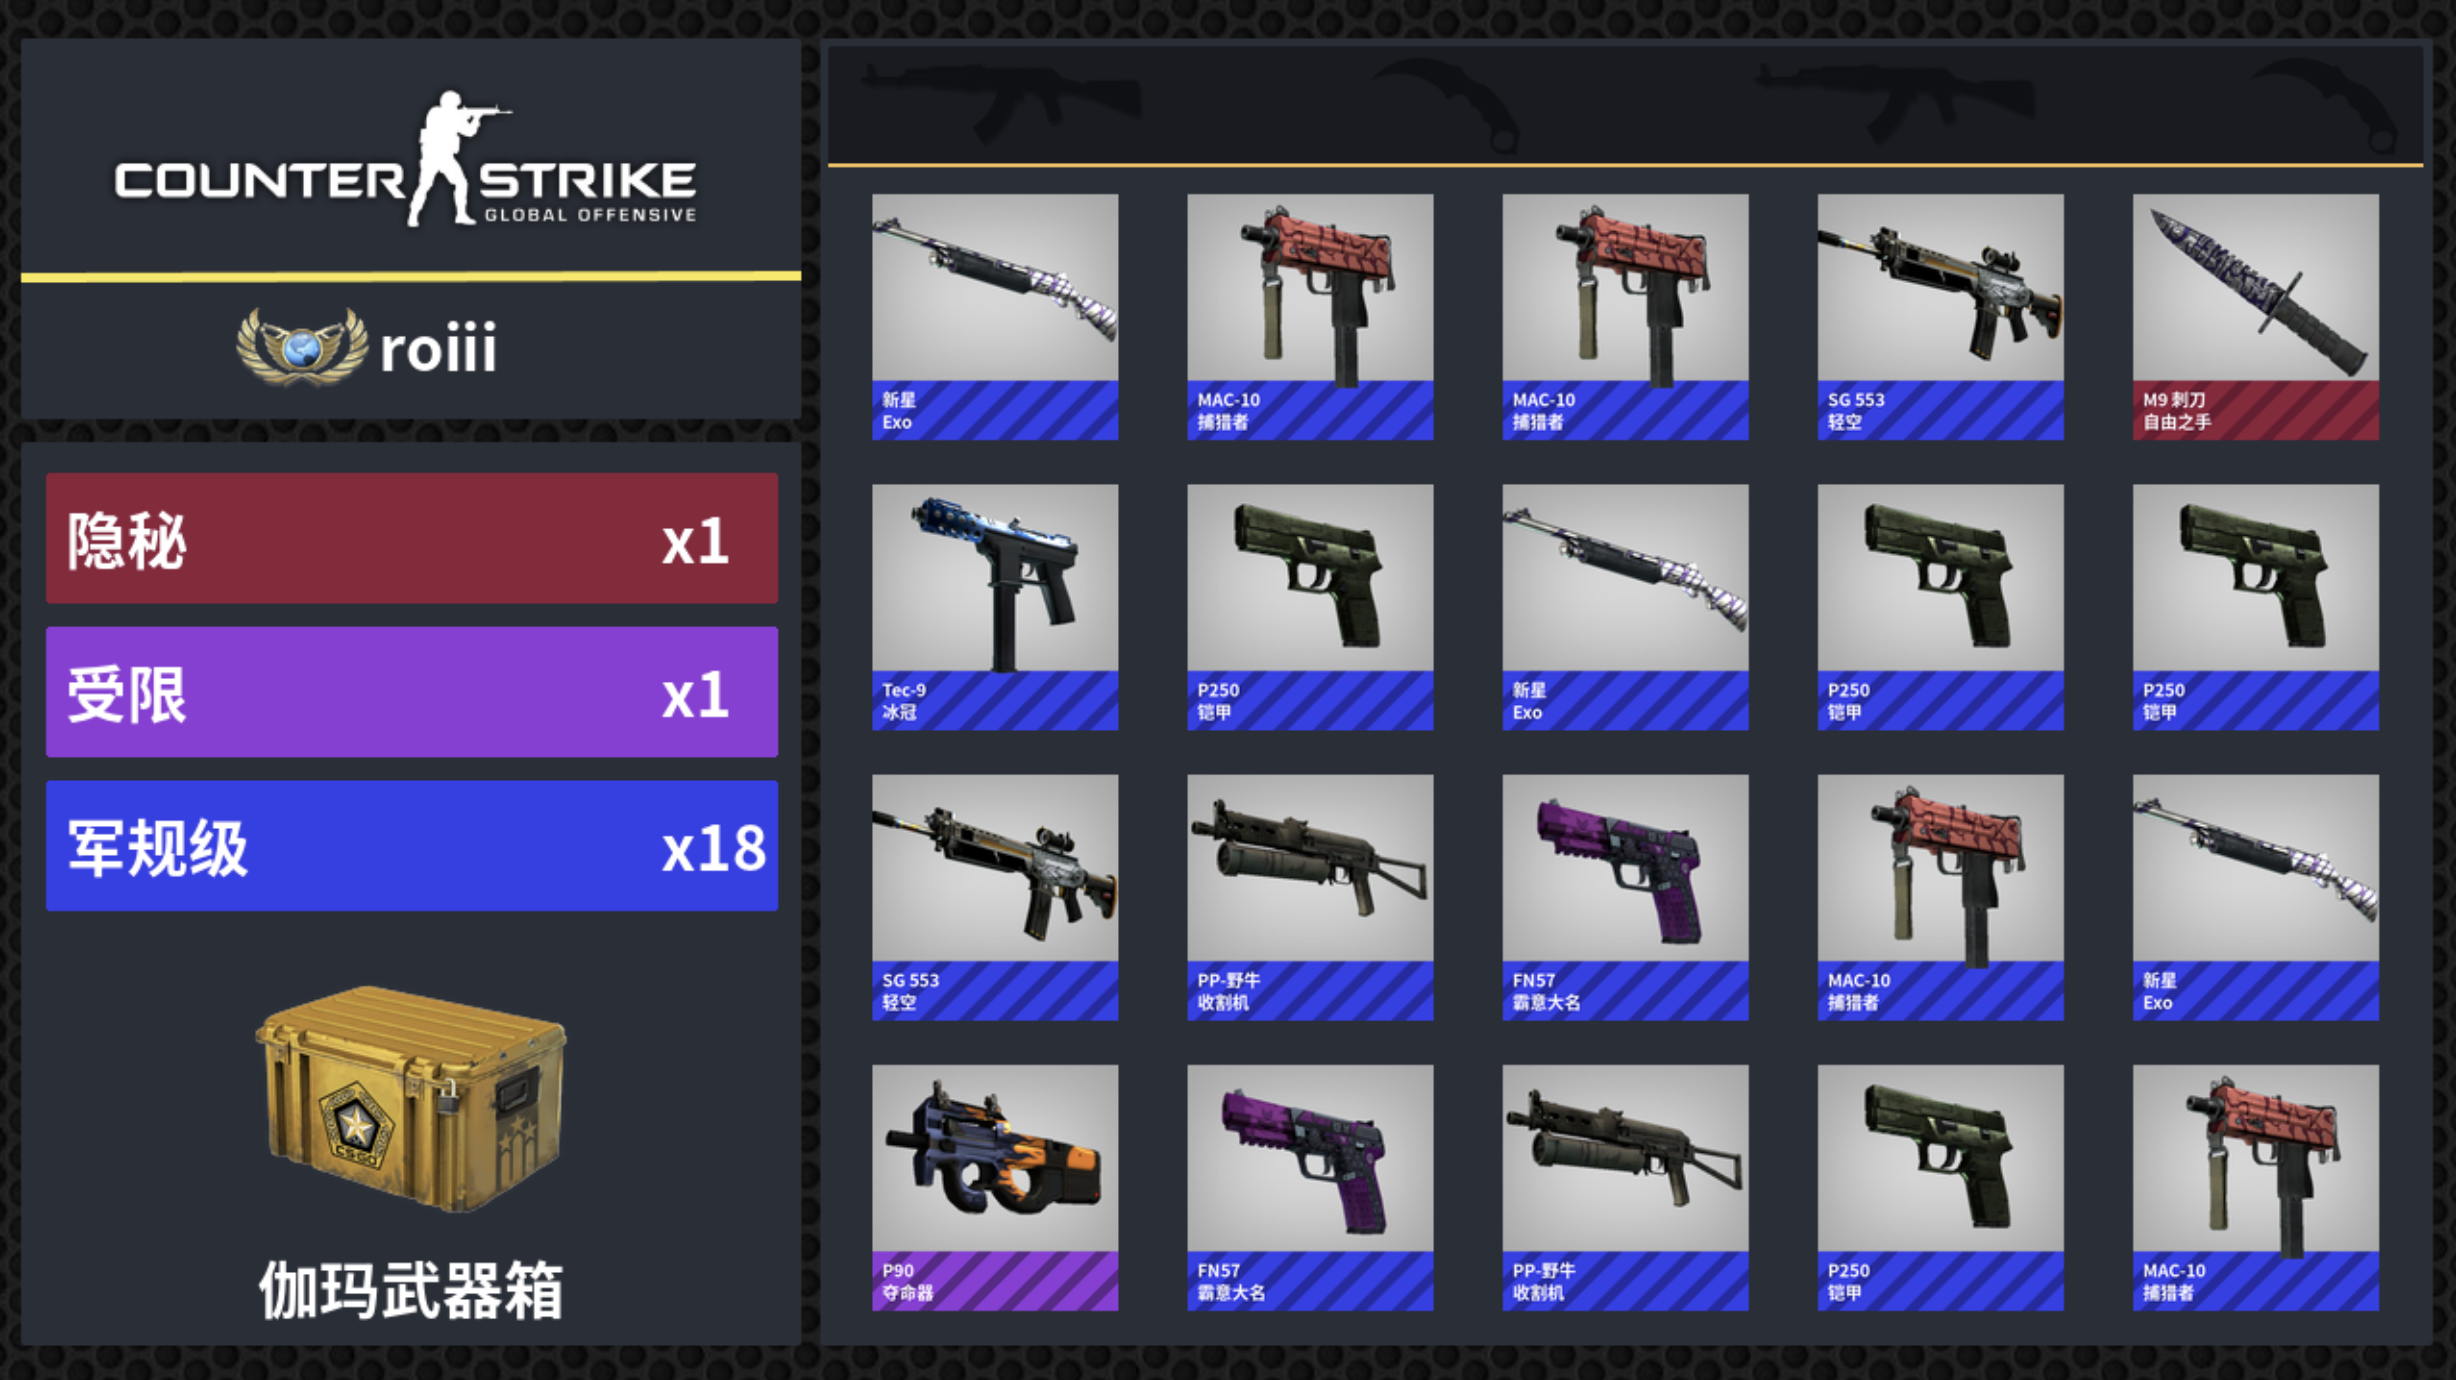 COUNTER STRIKE
GLOBAL OFFENSIVE
roiii
隐秘 x1
受限 x1
军规级 x18
CS:GO
伽玛武器箱
新星
Exo
MAC-10
捕猎者
MAC-10
捕猎者
SG 553
轻空
M9 刺刀
自由之手
Tec-9
冰冠
P250
铠甲
新星
Exo
P250
铠甲
P250
铠甲
SG 553
轻空
PP-野牛
收割机
FN57
霸意大名
MAC-10
捕猎者
新星
Exo
P90
夺命器
FN57
霸意大名
PP-野牛
收割机
P250
铠甲
MAC-10
捕猎者